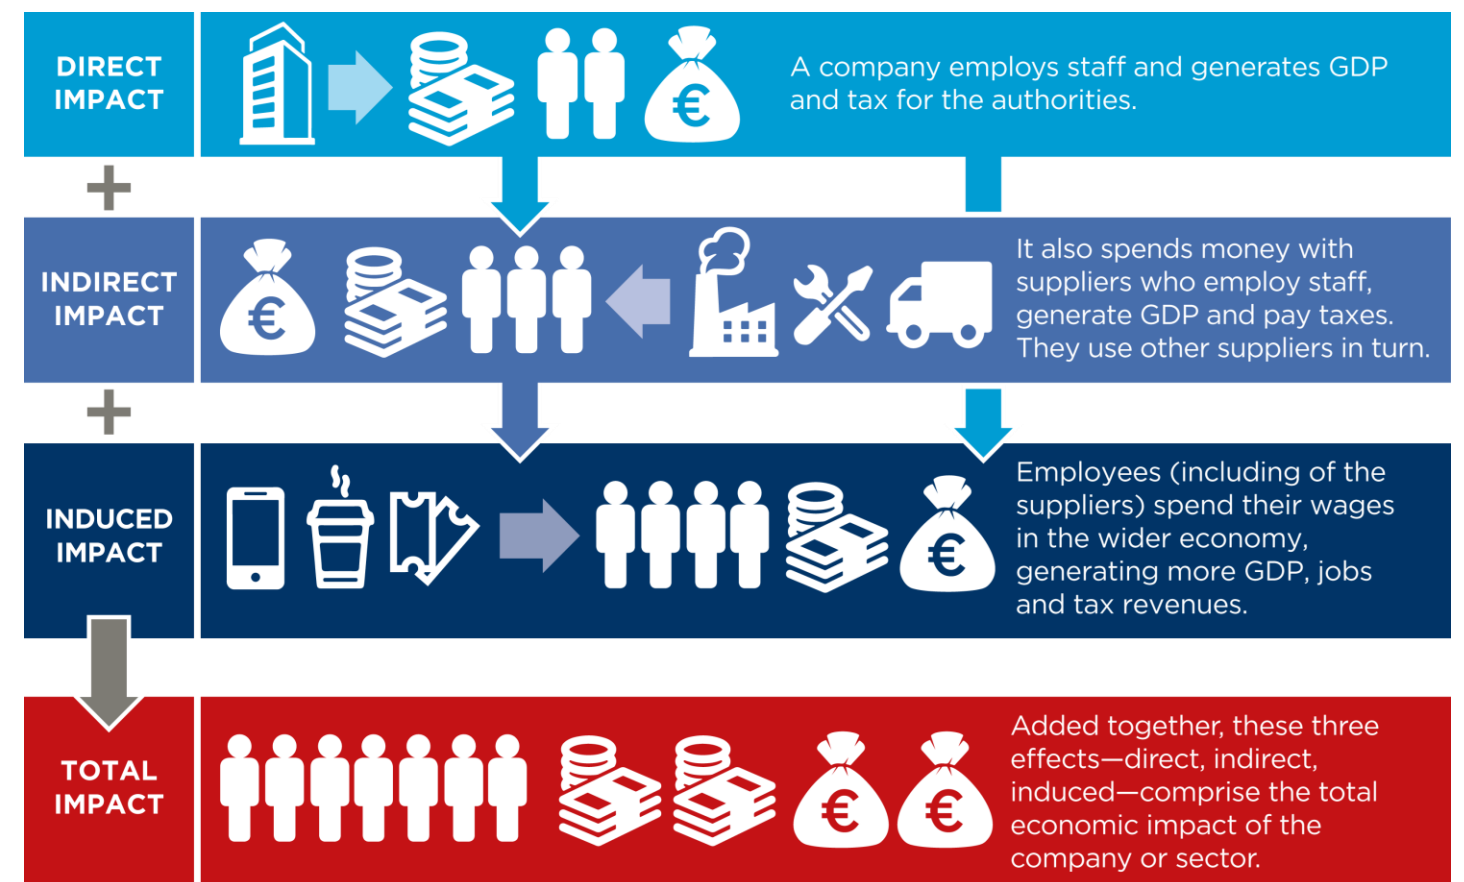 DIRECT
IMPACT
€
A company employs staff and generates GDP
and tax for the authorities.
INDIRECT
IMPACT
€
It also spends money with
suppliers who employ staff,
generate GDP and pay taxes.
They use other suppliers in turn.
INDUCED
IMPACT
€
Employees (including of the
suppliers) spend their wages
in the wider economy,
generating more GDP, jobs
and tax revenues.
TOTAL
IMPACT
€ €
Added together, these three
effects—direct, indirect,
induced—comprise the total
economic impact of the
company or sector.